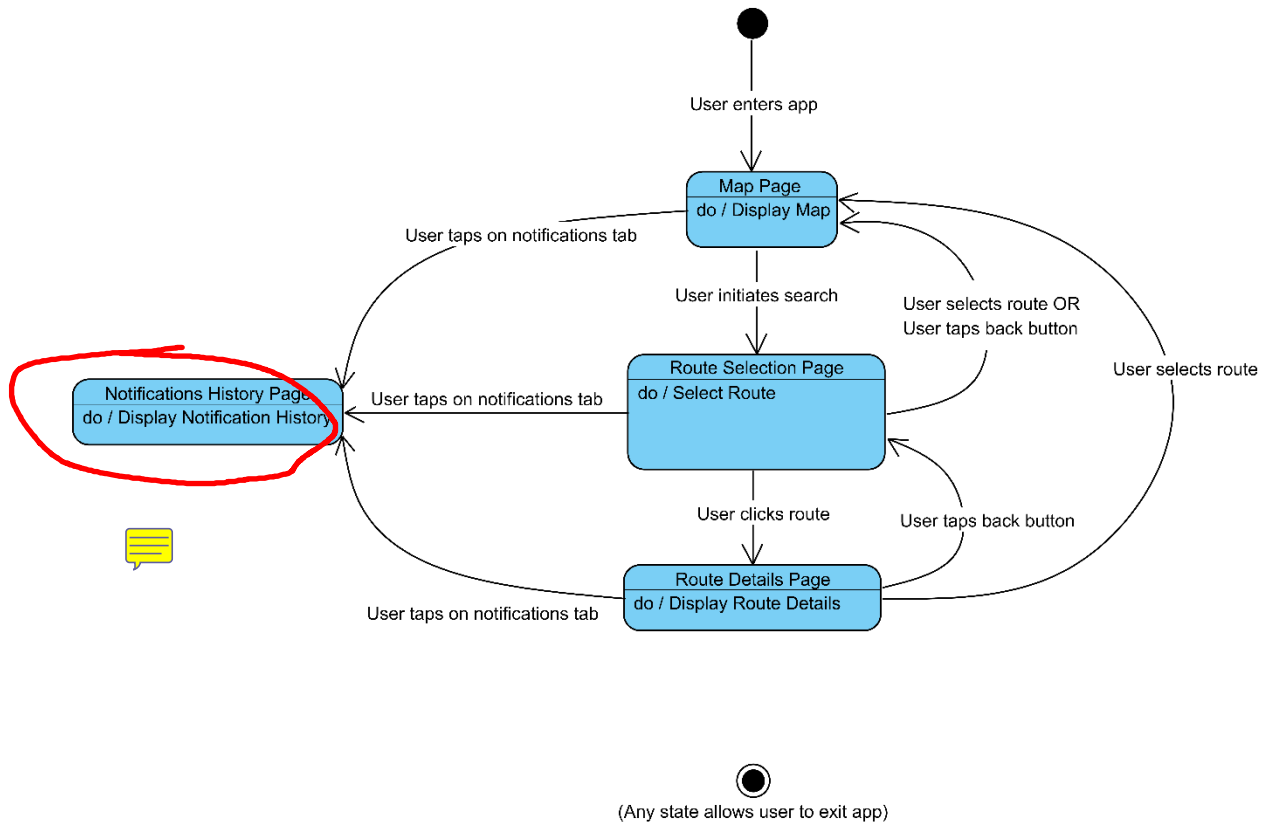 User enters app
Map Page
do / Display Map
User taps on notifications tab
User initiates search
User selects route OR
User taps back button
User selects route
Route Selection Page
do / Select Route
Notifications History Page
do / Display Notification History
User taps on notifications tab
User clicks route
User taps back button
Route Details Page
do / Display Route Details
User taps on notifications tab
(Any state allows user to exit app)